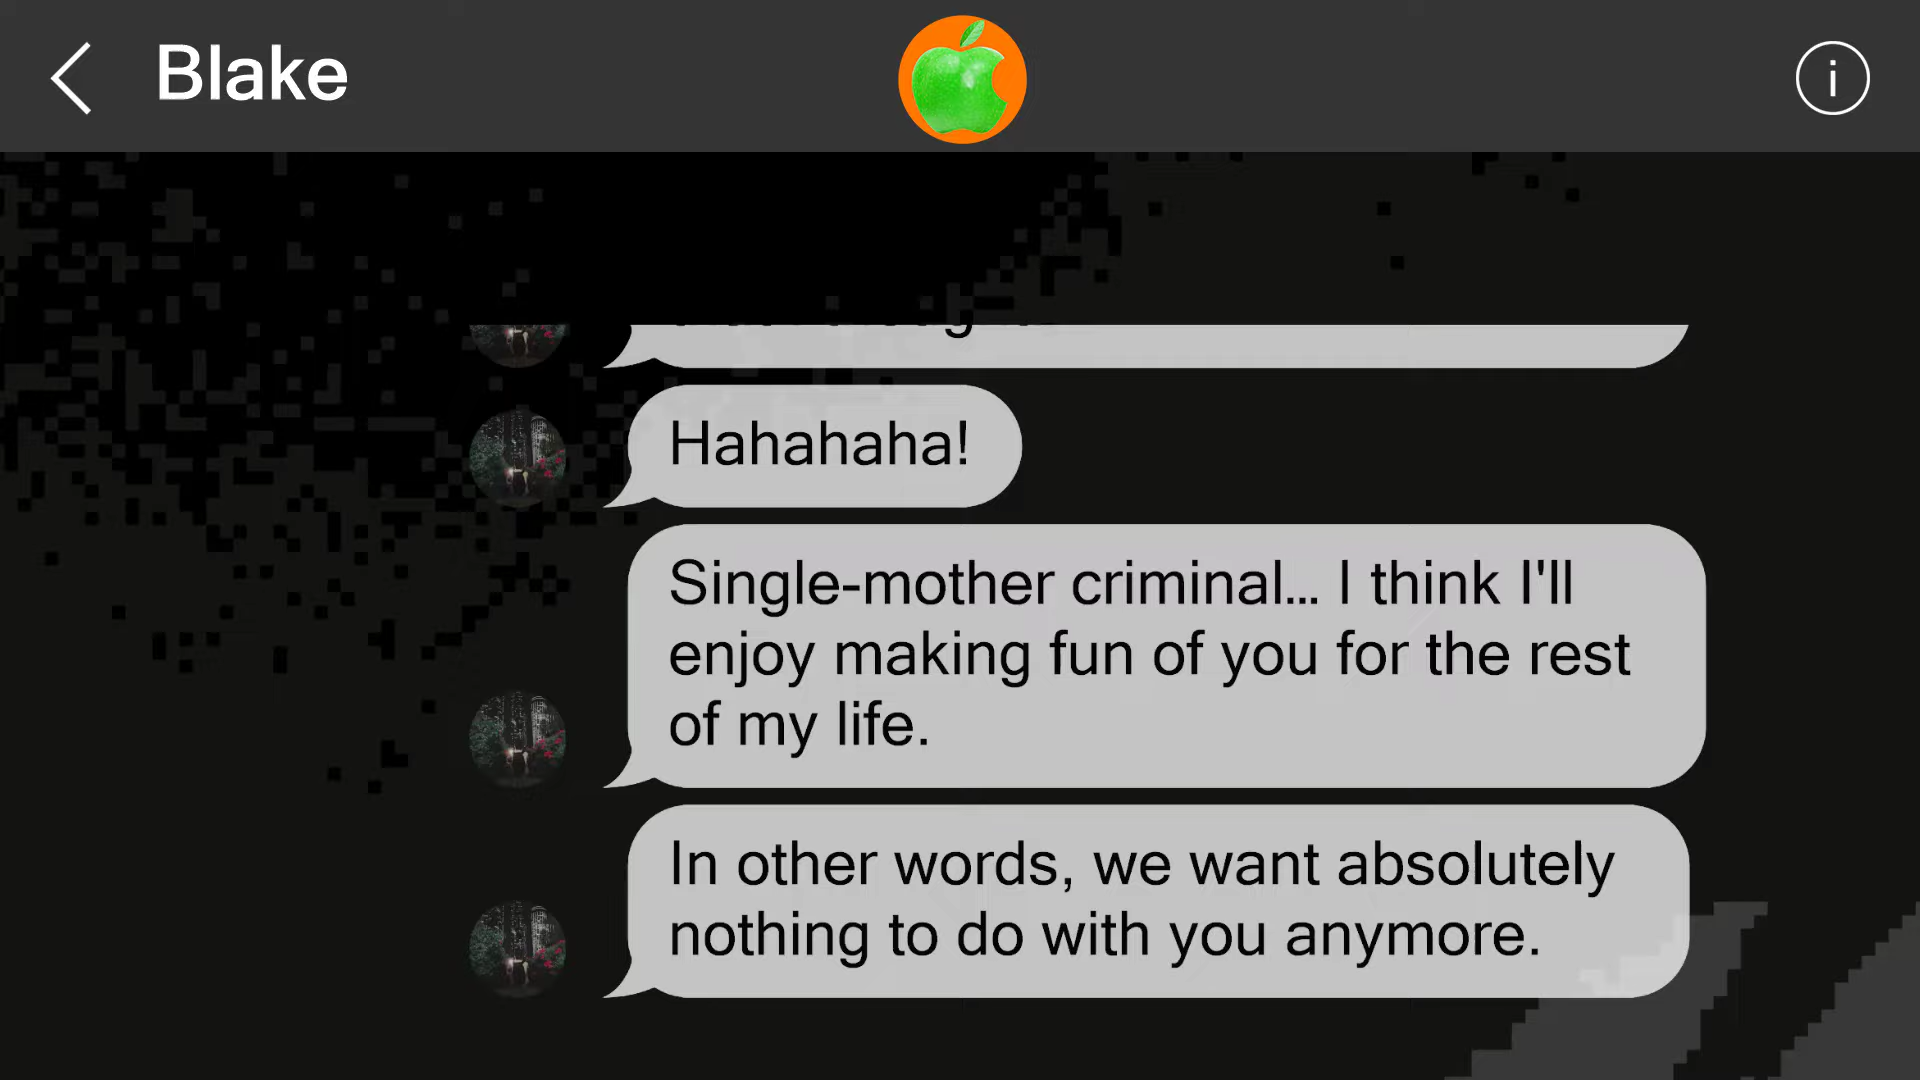 Blake
Hahahaha!
Single-mother criminal... I think I'll
enjoy making fun of you for the rest
of my life.
In other words, we want absolutely
nothing to do with you anymore.